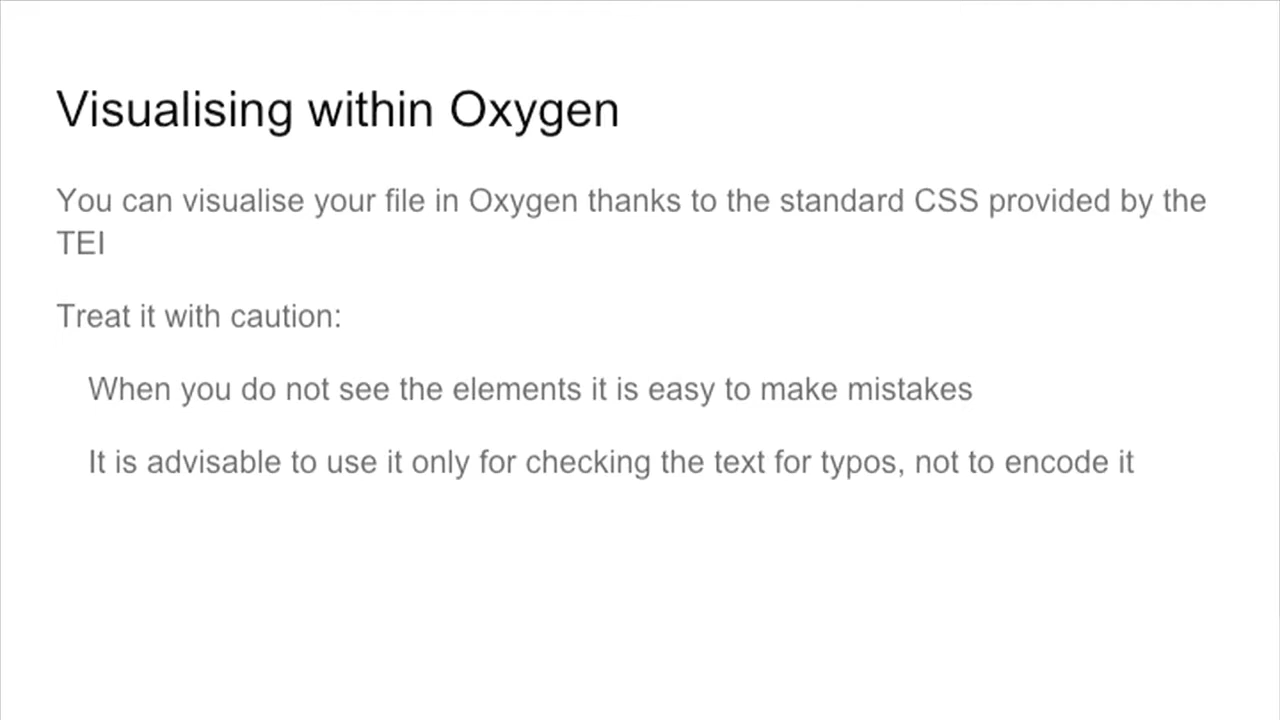 Visualising within Oxygen
You can visualise your file in Oxygen thanks to the standard CSS provided by the
TEI
Treat it with caution:
When you do not see the elements it is easy to make mistakes
It is advisable to use it only for checking the text for typos, not to encode it